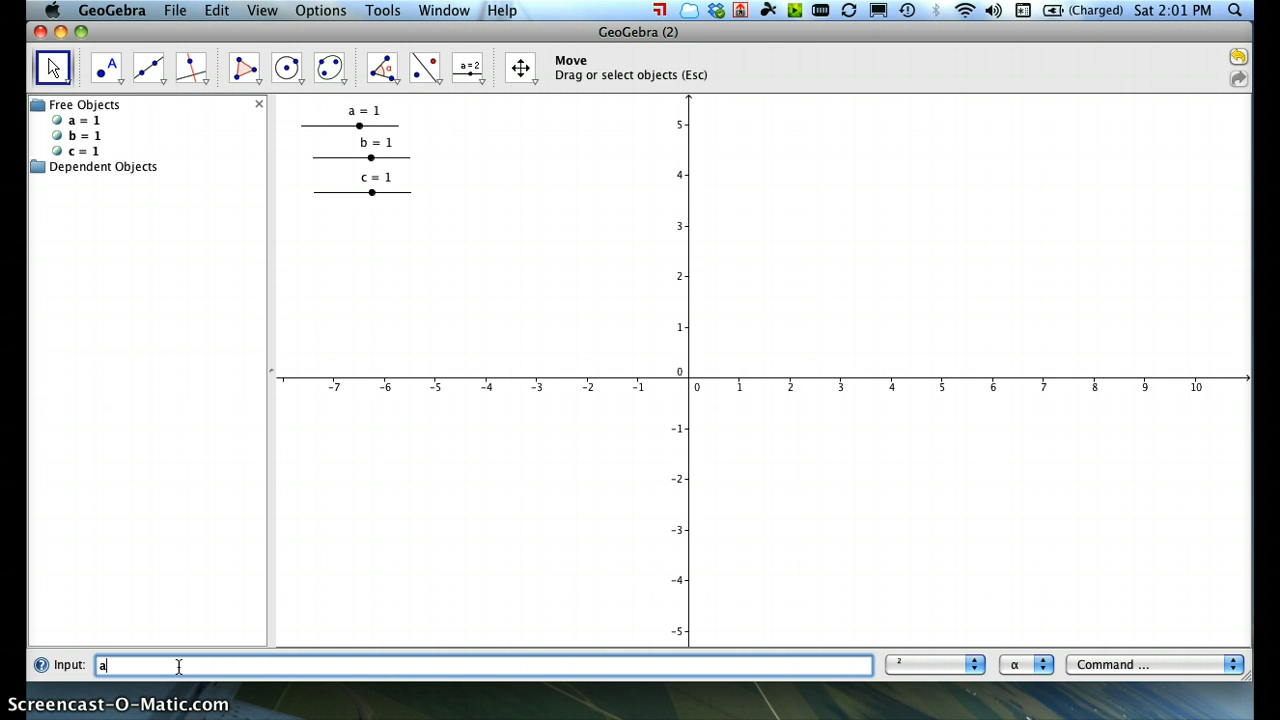 GeoGebra File Edit View Options Tools Window Help (Charged) Sat 2:01 PM
GeoGebra (2)
A a = 2 α Move
Drag or select objects (Esc)
Free Objects
a = 1
b = 1
c = 1
Dependent Objects
a = 1
b = 1
c = 1
5
4
3
2
1
0
-7 -6 -5 -4 -3 -2 -1 0 1 2 3 4 5 6 7 8 9 10
-1
-2
-3
-4
-5
Input: a ² α Command ...
Screencast-O-Matic.com